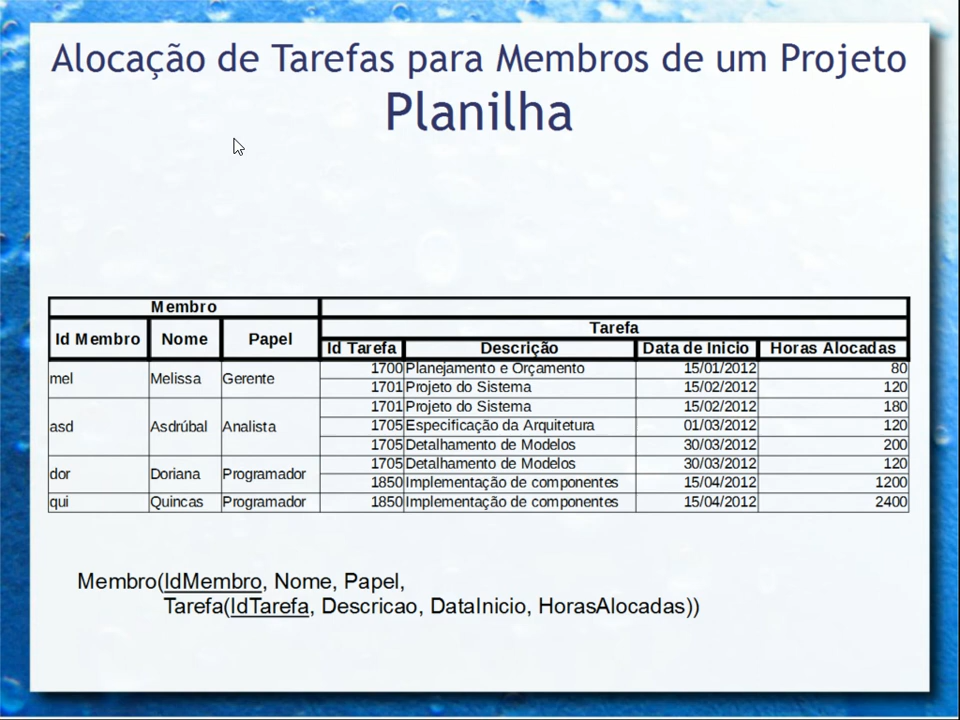 Alocação de Tarefas para Membros de um Projeto
Planilha
Membro
Tarefa
Id Membro Nome Papel
Id Tarefa Descrição Data de Inicio Horas Alocadas
mel Melissa Gerente 1700 Planejamento e Orçamento 15/01/2012 80
1701 Projeto do Sistema 15/02/2012 120
asd Asdrúbal Analista 1701 Projeto do Sistema 15/02/2012 180
1705 Especificação da Arquitetura 01/03/2012 120
1705 Detalhamento de Modelos 30/03/2012 200
dor Doriana Programador 1705 Detalhamento de Modelos 30/03/2012 120
1850 Implementação de componentes 15/04/2012 1200
qui Quincas Programador 1850 Implementação de componentes 15/04/2012 2400
Membro(IdMembro, Nome, Papel,
Tarefa(IdTarefa, Descricao, DataInicio, HorasAlocadas))